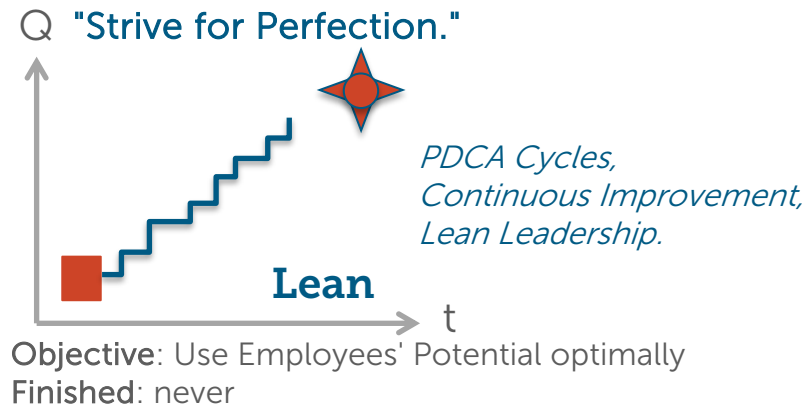 Q "Strive for Perfection."
PDCA Cycles,
Continuous Improvement,
Lean Leadership.
Lean
t
Objective: Use Employees' Potential optimally
Finished: never